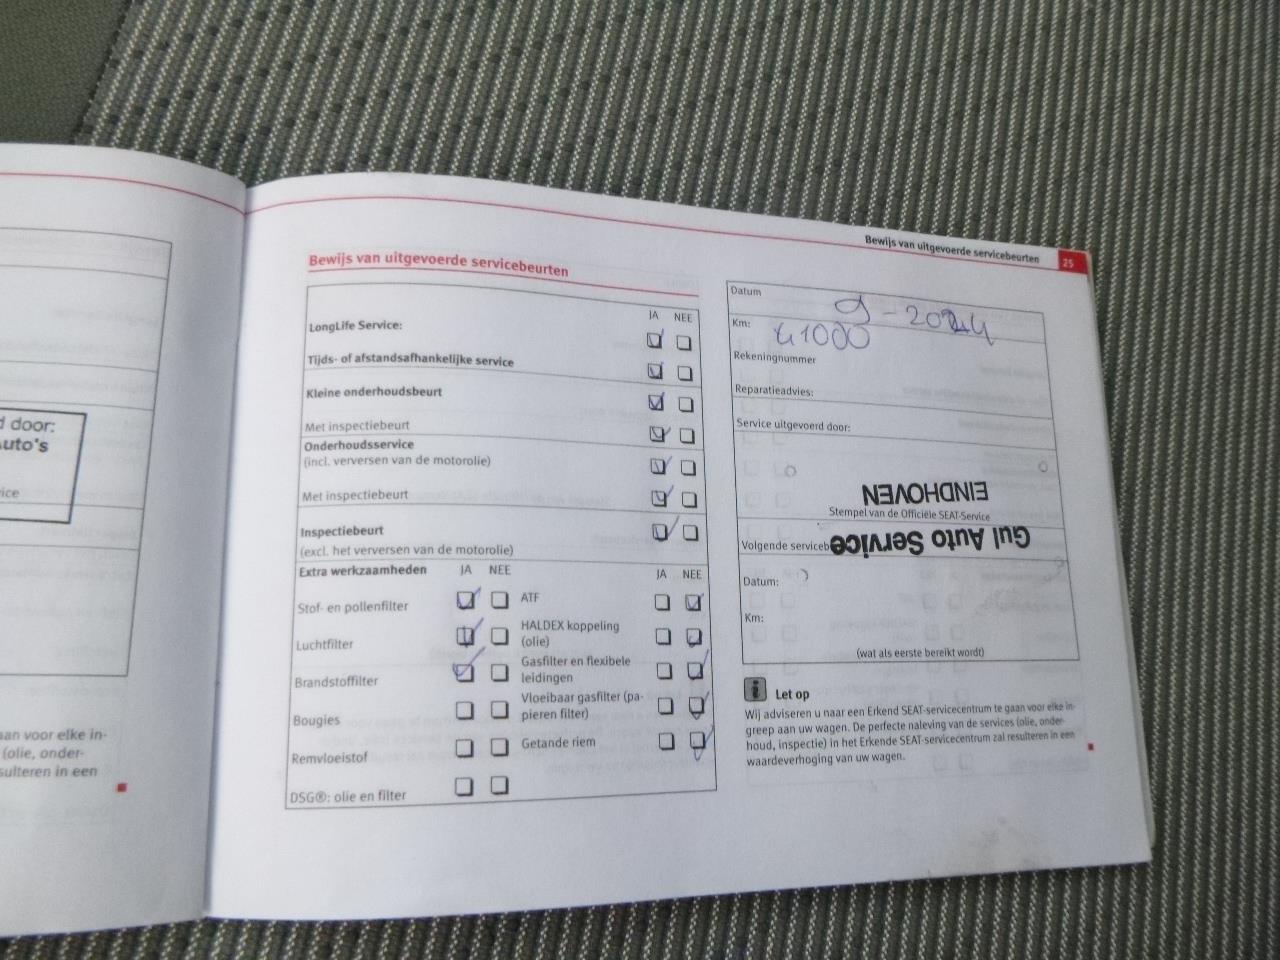 d door:
uto's
ice
aan voor elke in-
(olie, onder-
sulteren in een
Bewijs van uitgevoerde servicebeurten 25
Bewijs van uitgevoerde servicebeurten
JA NEE
LongLife Service:
Tijds- of afstandsafhankelijke service
Kleine onderhoudsbeurt
Met inspectiebeurt
Onderhoudsservice
(incl. verversen van de motorolie)
Met inspectiebeurt
Inspectiebeurt
(excl. het verversen van de motorolie)
Extra werkzaamheden JA NEE JA NEE
Stof- en pollenfilter ATF
Luchtfilter HALDEX koppeling
(olie)
Brandstoffilter Gasfilter en flexibele
leidingen
Bougies Vloeibaar gasfilter (pa-
pieren filter)
Remvloeistof Getande riem
DSG®: olie en filter
Datum
Km:
Rekeningnummer
Reparatieadvies:
Service uitgevoerd door:
EINDHOVEN
Stempel van de Officiële SEAT-Service
Gul Auto Service
Volgende serviceb
Datum:
Km:
(wat als eerste bereikt wordt)
i Let op
Wij adviseren u naar een Erkend SEAT-servicecentrum te gaan voor elke in-
greep aan uw wagen. De perfecte naleving van de services (olie, onder-
houd, inspectie) in het Erkende SEAT-servicecentrum zal resulteren in een
waardeverhoging van uw wagen.